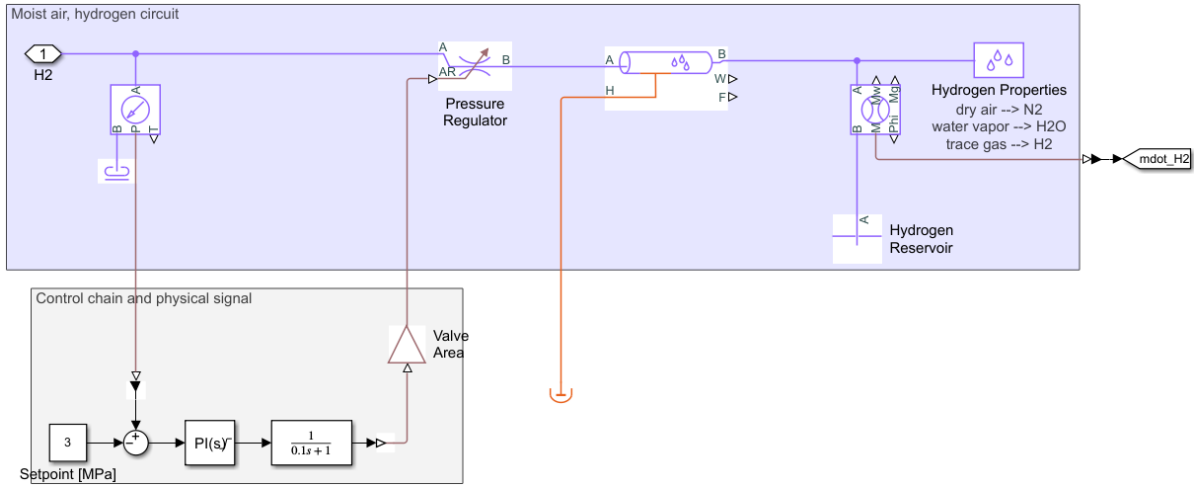 Moist air, hydrogen circuit
1
H2
A
B
P
T
A
AR
B
Pressure
Regulator
A
H
B
W
F
A
Mw
Mg
B
M
Phi
Hydrogen Properties
dry air --> N2
water vapor --> H2O
trace gas --> H2
mdot_H2
A
Hydrogen
Reservoir
Control chain and physical signal
Valve
Area
3
Setpoint [MPa]
− +
PI(s)
1
0.1s + 1